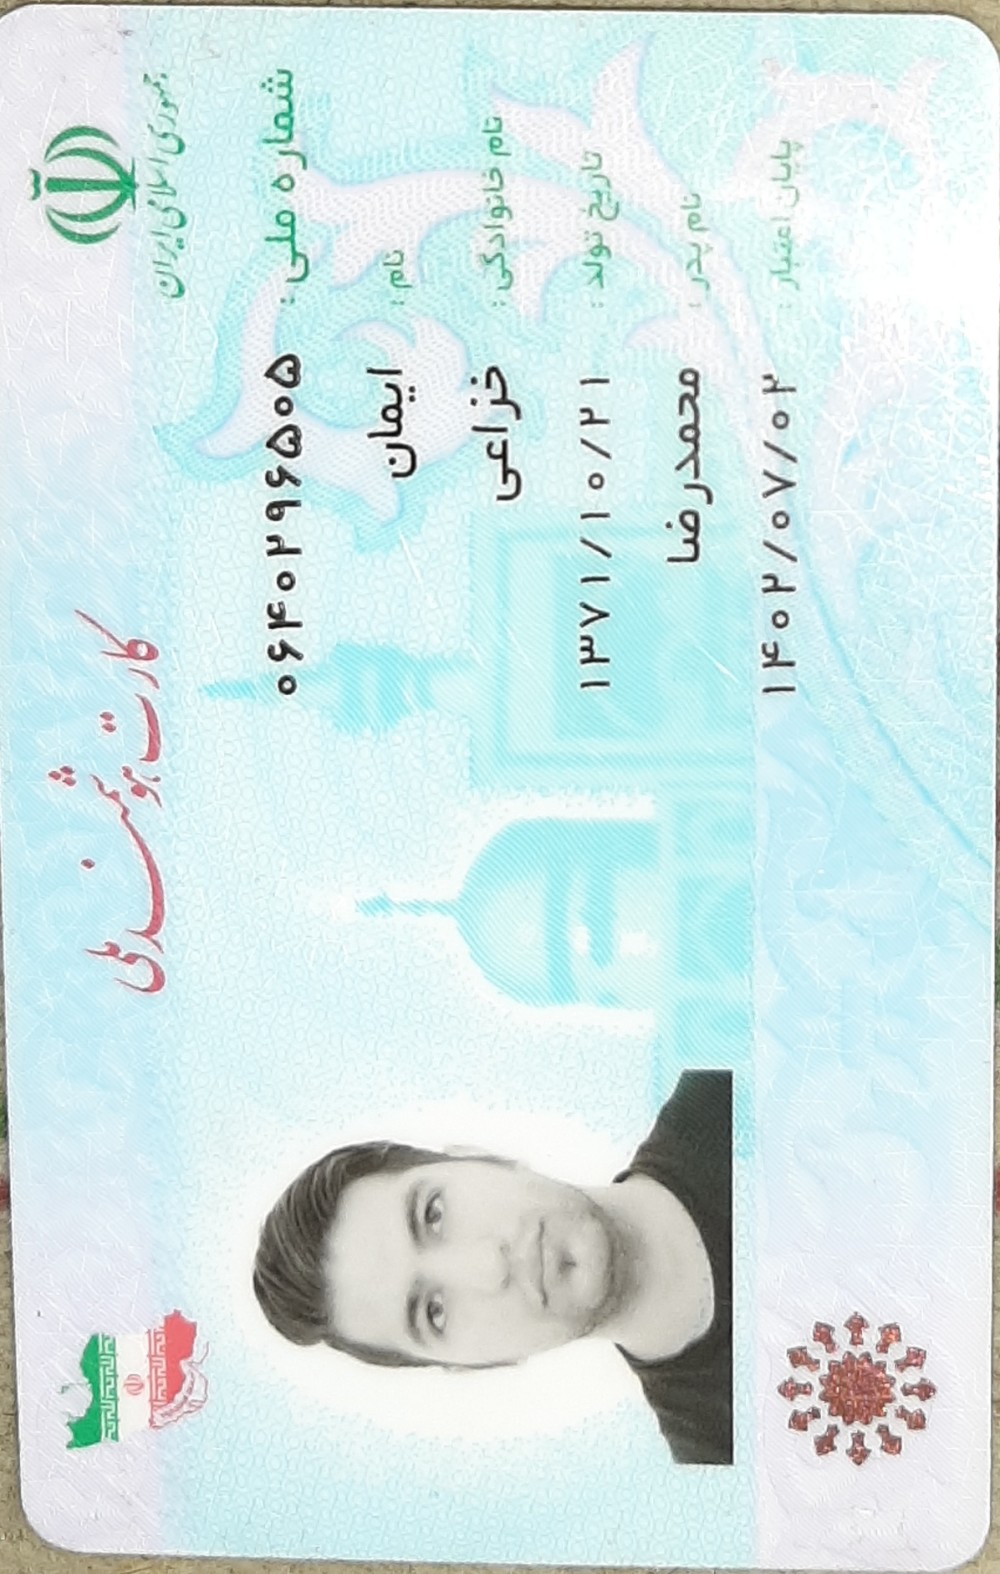 جمهوری اسلامی ایران
کارت هوشمند ملی
شماره ملی : ۰۶۴۰۲۹۶۵۰۵
نام : ایمان
نام خانوادگی : خزاعی
تاریخ تولد : ۱۳۷۱/۱۰/۲۱
نام پدر : محمدرضا
پایان اعتبار : ۱۴۰۲/۰۷/۰۲